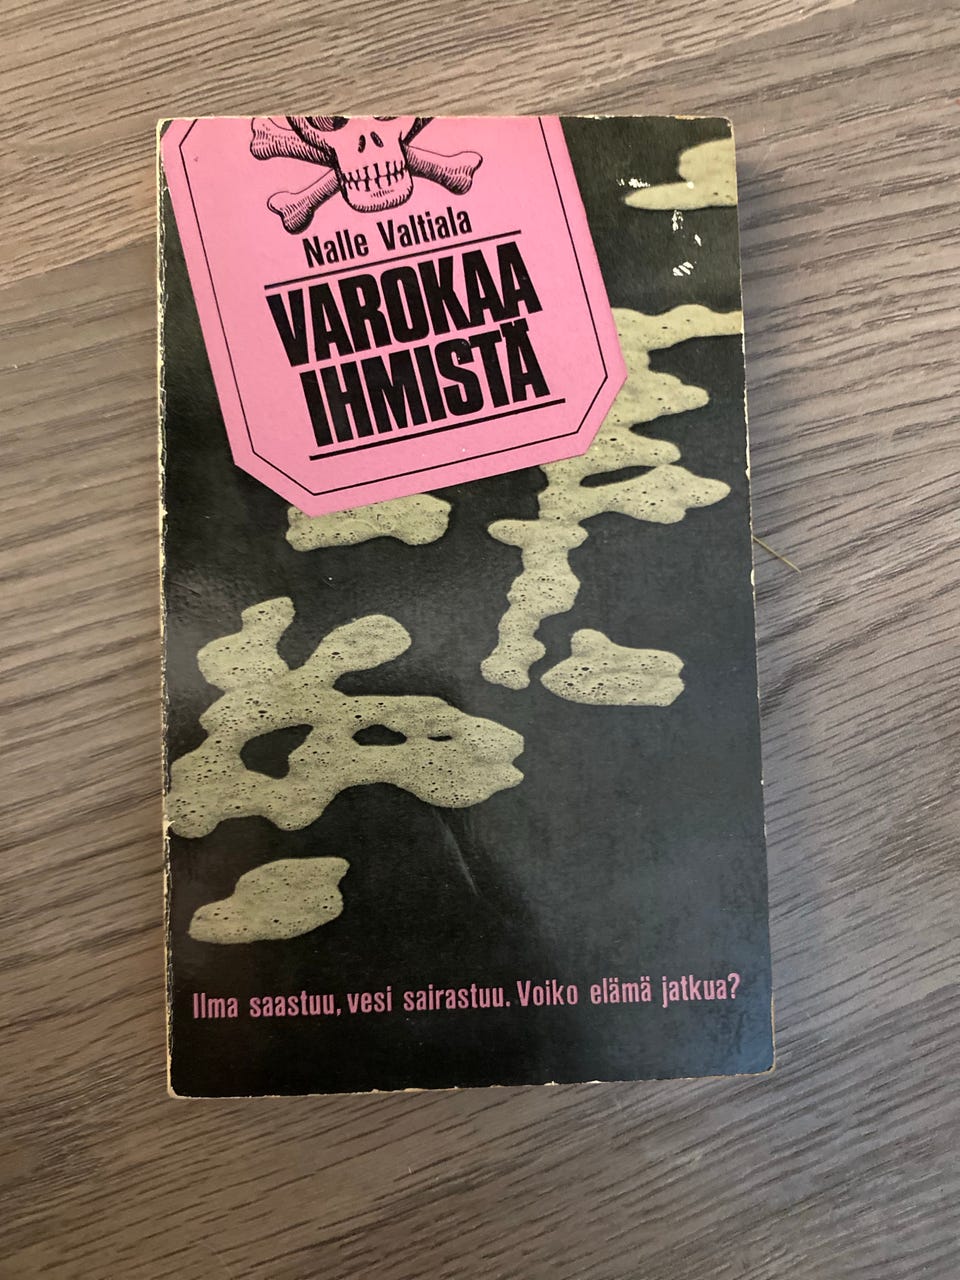 Nalle Valtiala
VAROKAA
IHMISTÄ
Ilma saastuu, vesi sairastuu. Voiko elämä jatkua?